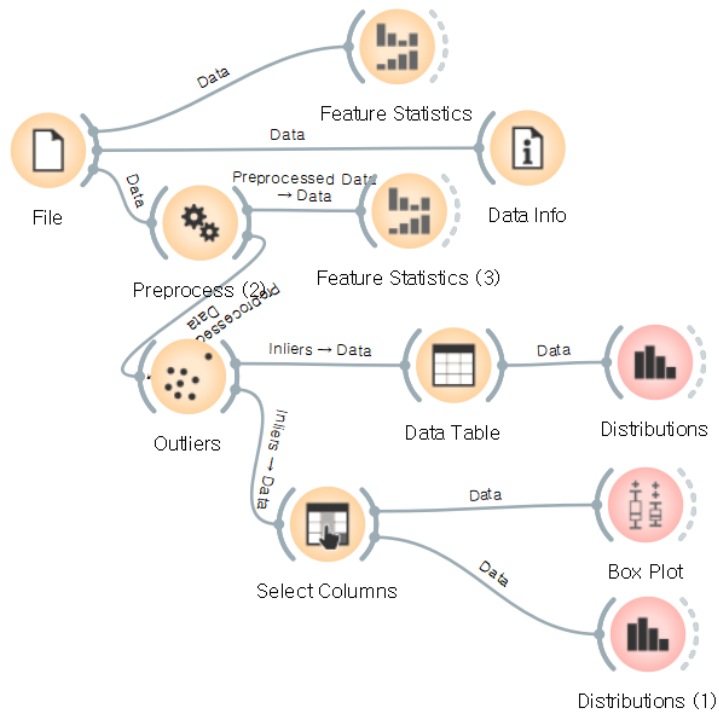 Data
Feature Statistics
Data
File
Data Info
Data
Preprocessed Data
→ Data
Preprocess (2)
Feature Statistics (3)
Preprocessed
Data
Outliers
Inliers → Data
Data Table
Data
Distributions
Inliers → Data
Select Columns
Data
Box Plot
Data
Distributions (1)